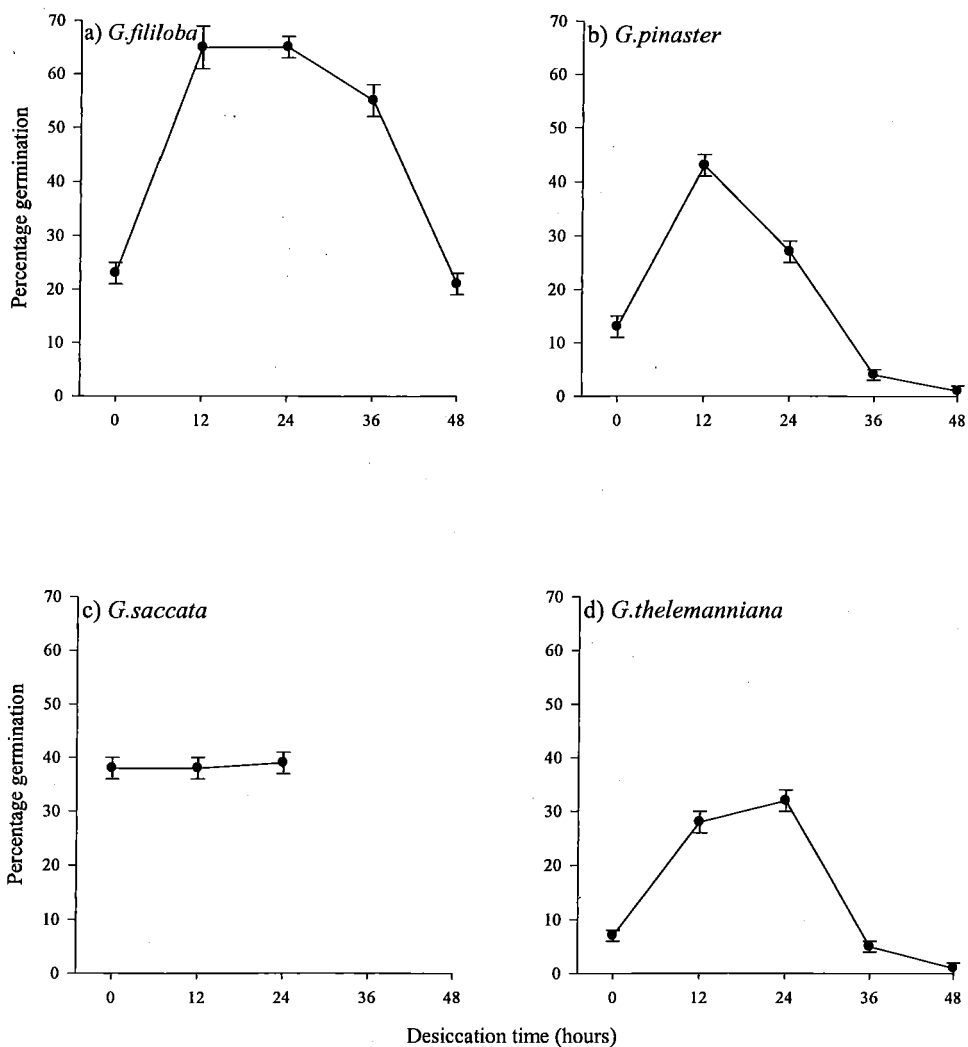 a) G.fililoba
70
60
50
40
30
20
10
0
0 12 24 36 48
Percentage germination
b) G.pinaster
70
60
50
40
30
20
10
0
0 12 24 36 48
c) G.saccata
70
60
50
40
30
20
10
0
0 12 24 36 48
Percentage germination
d) G.thelemanniana
70
60
50
40
30
20
10
0
0 12 24 36 48
Desiccation time (hours)